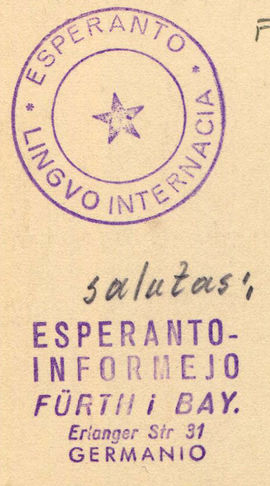 * ESPERANTO *
LINGVO INTERNACIA
salutas:
ESPERANTO-
INFORMEJO
FÜRTH i BAY.
Erlanger Str 31
GERMANIO